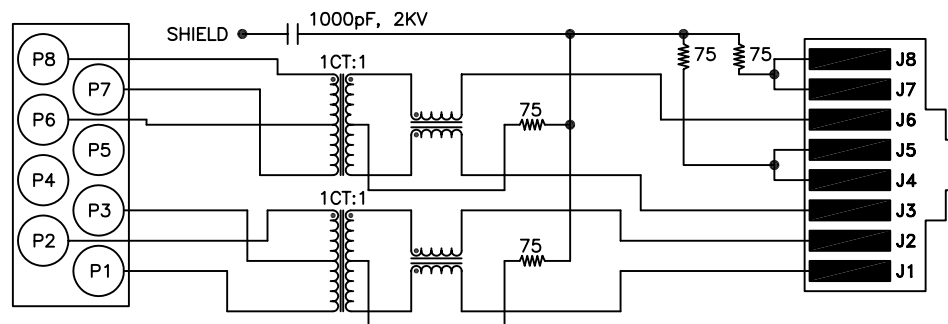 1000pF, 2KV
SHIELD
P8
1CT:1
75
75
J8
P7
J7
P6
75
J6
P5
J5
P4
J4
P3
1CT:1
J3
P2
75
J2
P1
J1